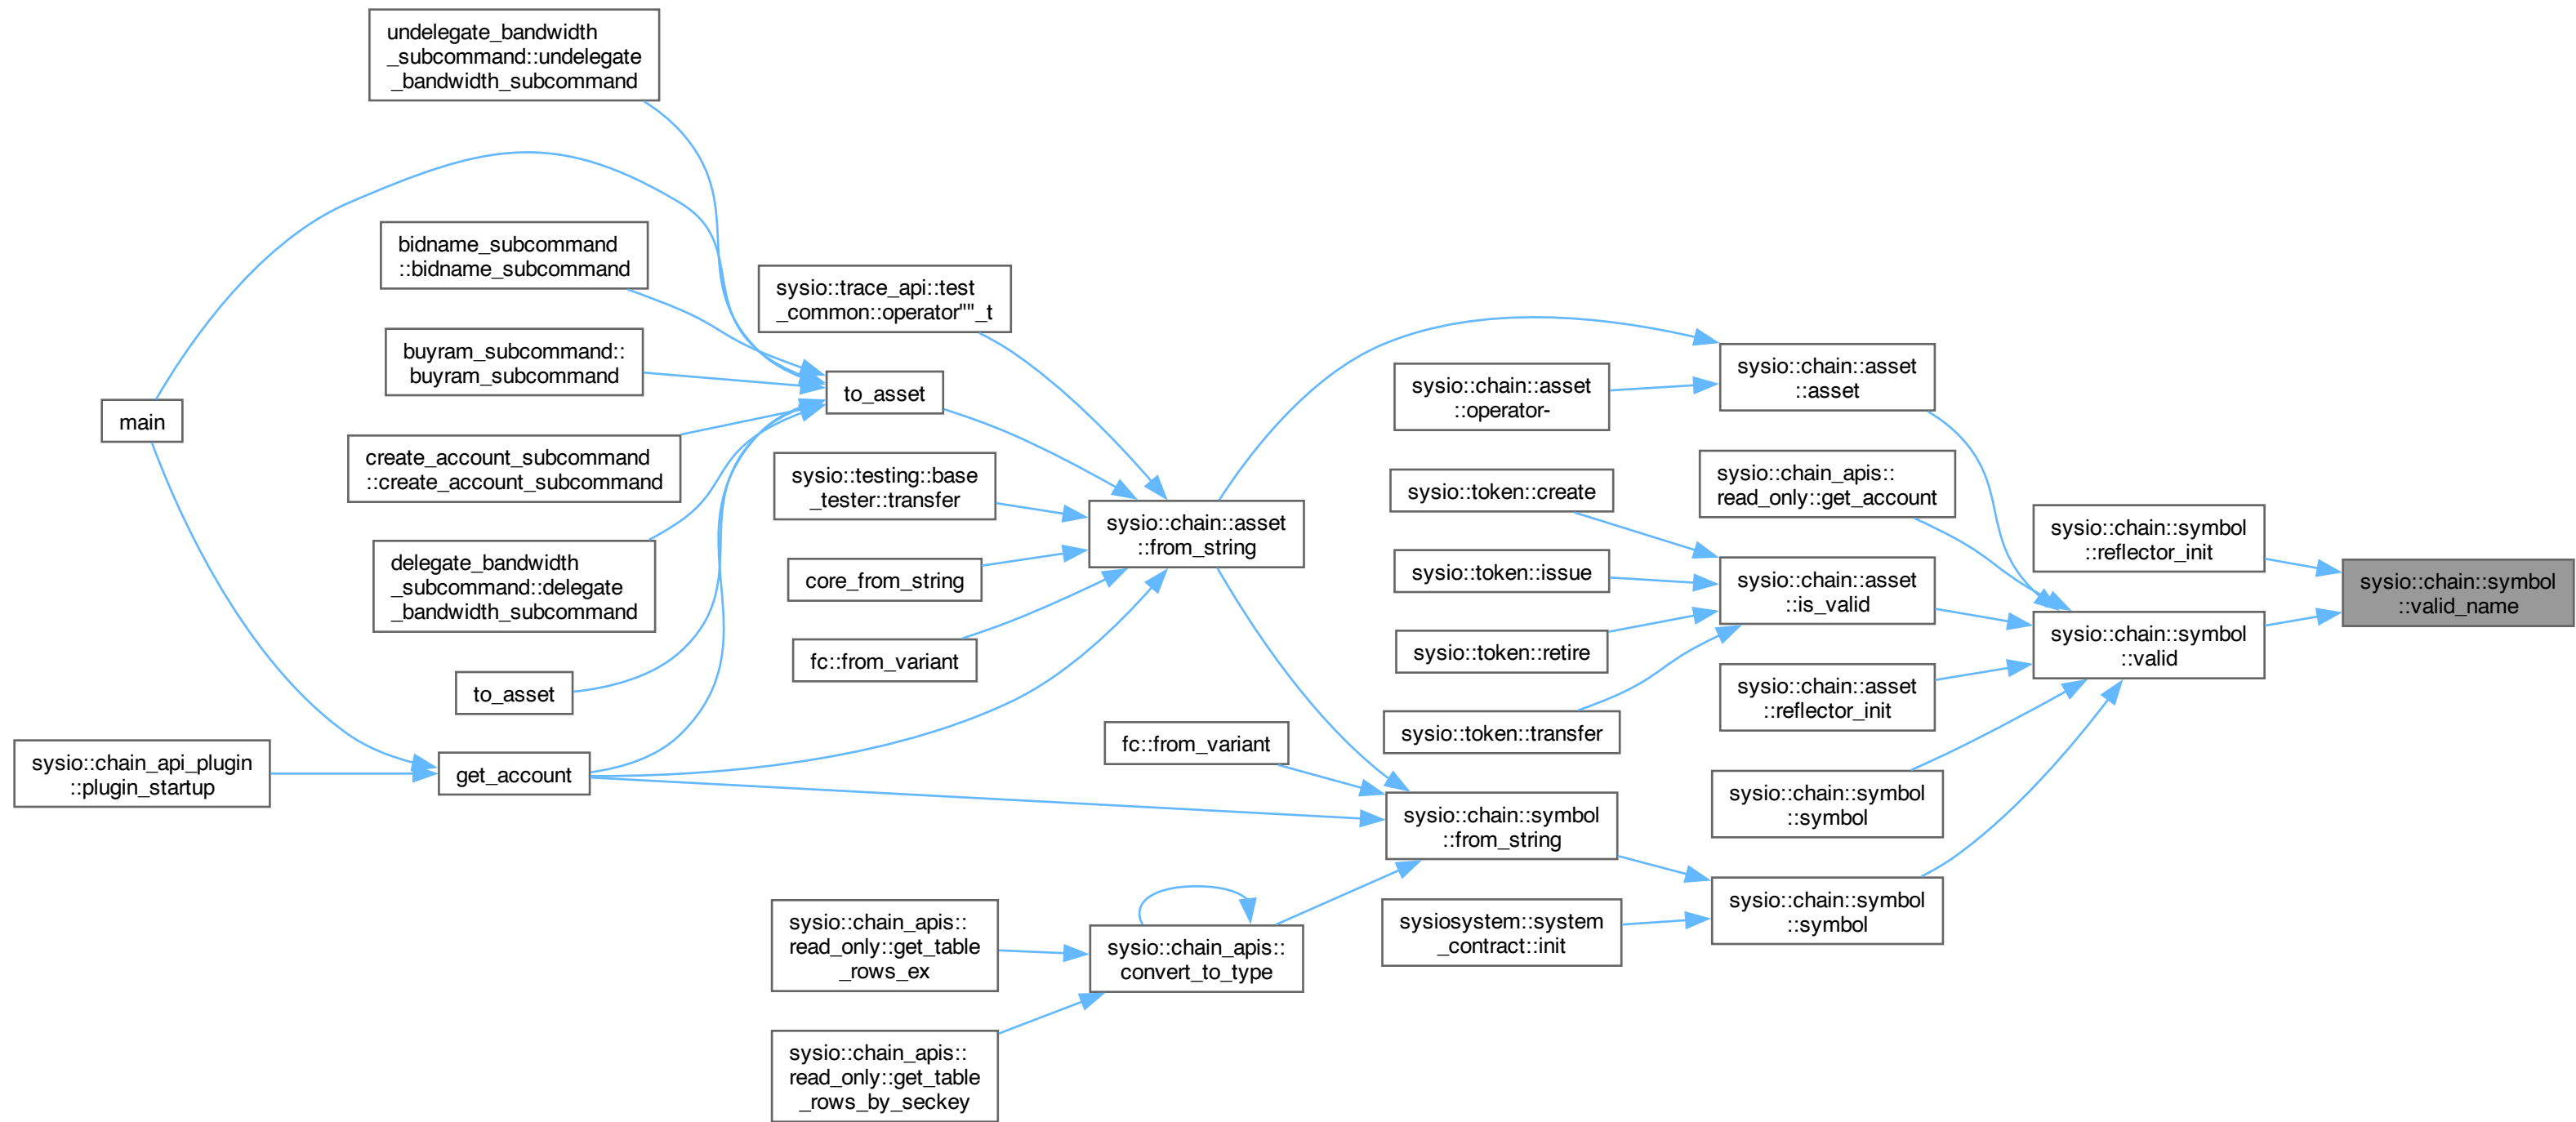 undelegate_bandwidth
_subcommand::undelegate
_bandwidth_subcommand
bidname_subcommand
::bidname_subcommand
buyram_subcommand::
buyram_subcommand
main
create_account_subcommand
::create_account_subcommand
delegate_bandwidth
_subcommand::delegate
_bandwidth_subcommand
to_asset
sysio::chain_api_plugin
::plugin_startup
get_account
sysio::trace_api::test
_common::operator""_t
to_asset
sysio::testing::base
_tester::transfer
core_from_string
fc::from_variant
sysio::chain_apis::
read_only::get_table
_rows_ex
sysio::chain_apis::
read_only::get_table
_rows_by_seckey
sysio::chain::asset
::from_string
fc::from_variant
sysio::chain_apis::
convert_to_type
sysio::chain::asset
::operator-
sysio::token::create
sysio::token::issue
sysio::token::retire
sysio::token::transfer
sysio::chain::symbol
::from_string
sysiosystem::system
_contract::init
sysio::chain::asset
::asset
sysio::chain_apis::
read_only::get_account
sysio::chain::asset
::is_valid
sysio::chain::asset
::reflector_init
sysio::chain::symbol
::symbol
sysio::chain::symbol
::symbol
sysio::chain::symbol
::reflector_init
sysio::chain::symbol
::valid
sysio::chain::symbol
::valid_name